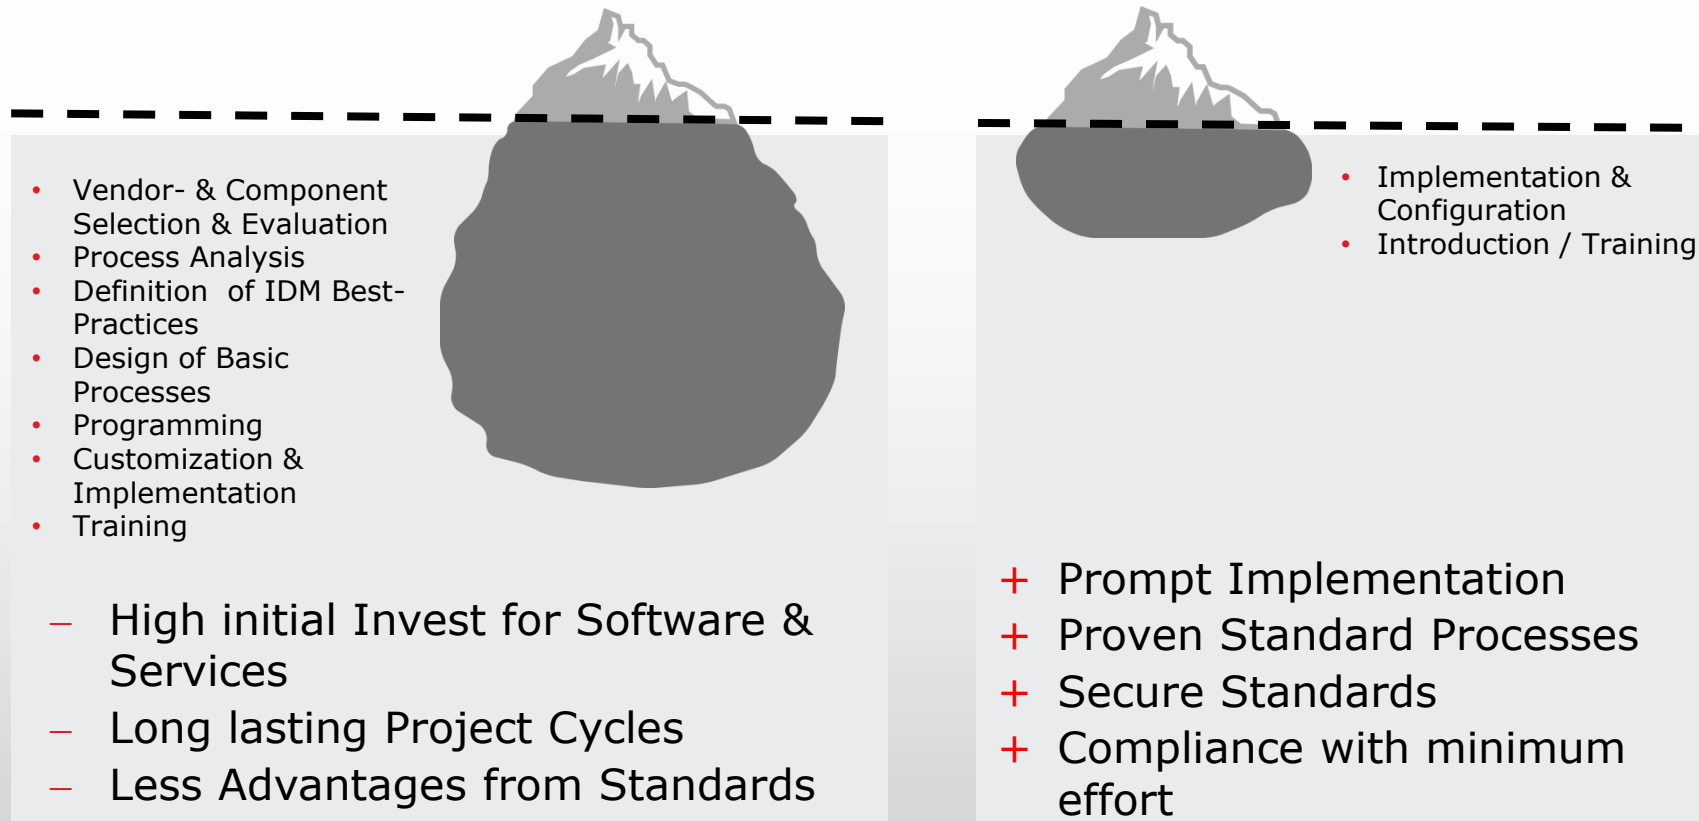 • Vendor- & Component
Selection & Evaluation
• Process Analysis
• Definition  of IDM Best-
Practices
• Design of Basic
Processes
• Programming
• Customization &
Implementation
• Training
– High initial Invest for Software &
Services
– Long lasting Project Cycles
– Less Advantages from Standards
• Implementation &
Configuration
• Introduction / Training
+ Prompt Implementation
+ Proven Standard Processes
+ Secure Standards
+ Compliance with minimum
effort